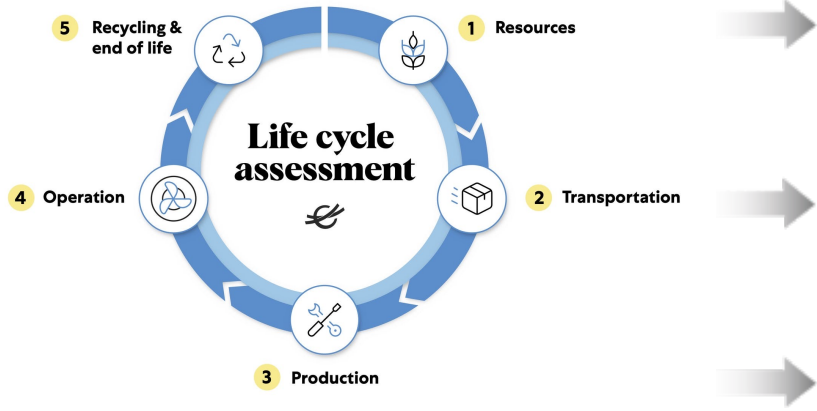 Life cycle
assessment
1 Resources
2 Transportation
3 Production
4 Operation
5 Recycling &
end of life